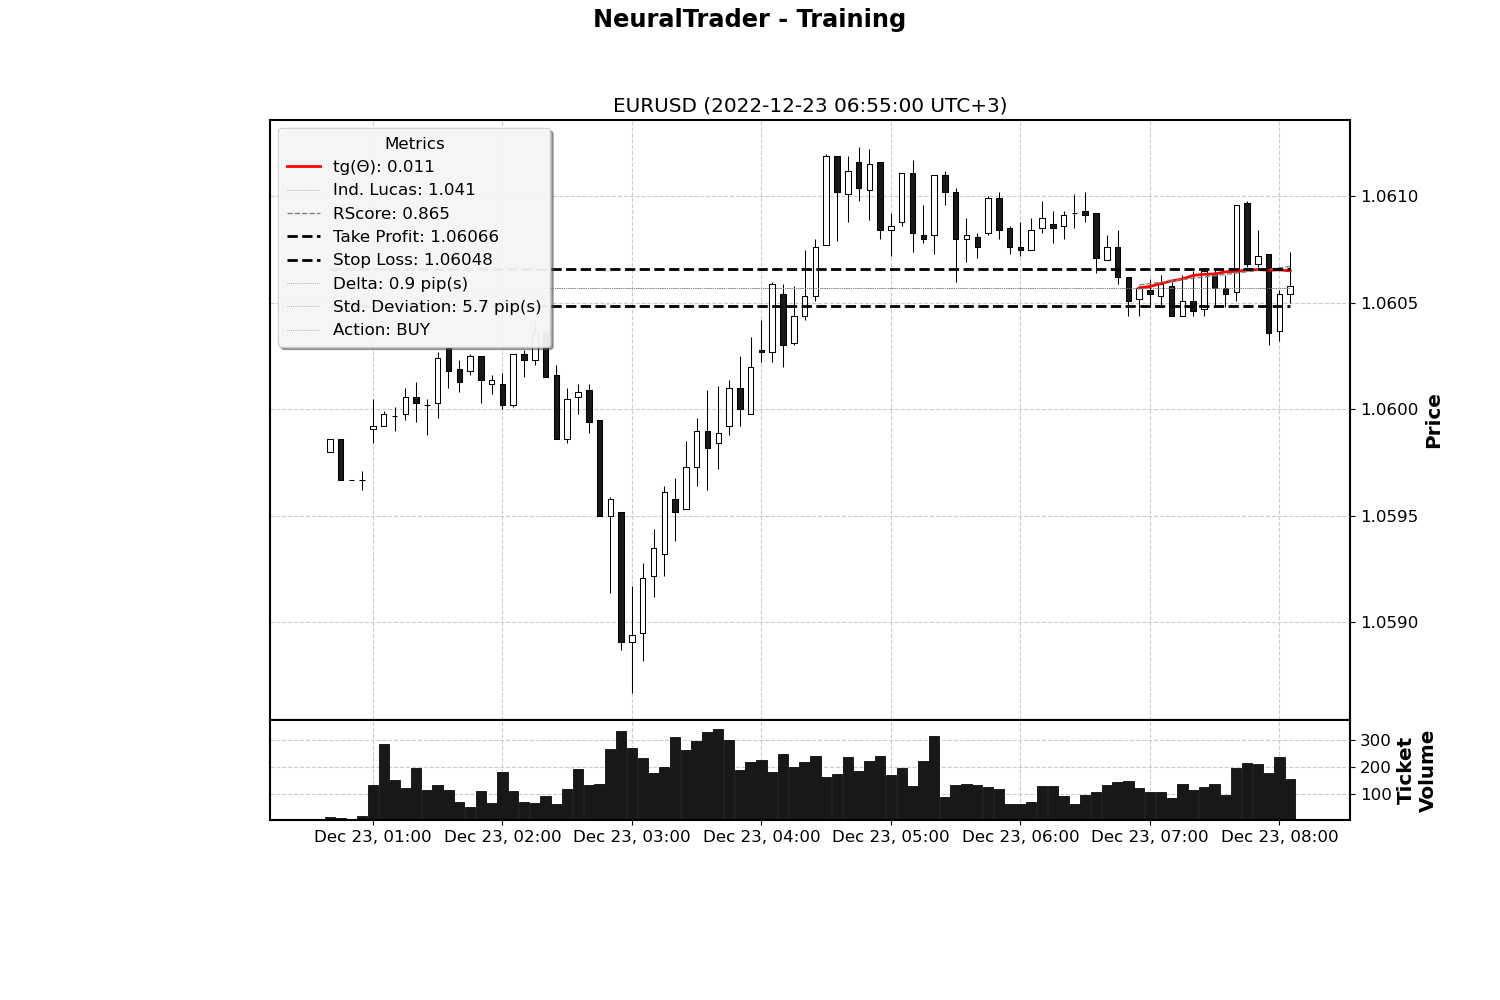 NeuralTrader - Training
EURUSD (2022-12-23 06:55:00 UTC+3)
Metrics
tg(Θ): 0.011
Ind. Lucas: 1.041
RScore: 0.865
Take Profit: 1.06066
Stop Loss: 1.06048
Delta: 0.9 pip(s)
Std. Deviation: 5.7 pip(s)
Action: BUY
1.0610
1.0605
1.0600
1.0595
1.0590
Price
300
200
100
Ticket
Volume
Dec 23, 01:00 Dec 23, 02:00 Dec 23, 03:00 Dec 23, 04:00 Dec 23, 05:00 Dec 23, 06:00 Dec 23, 07:00 Dec 23, 08:00